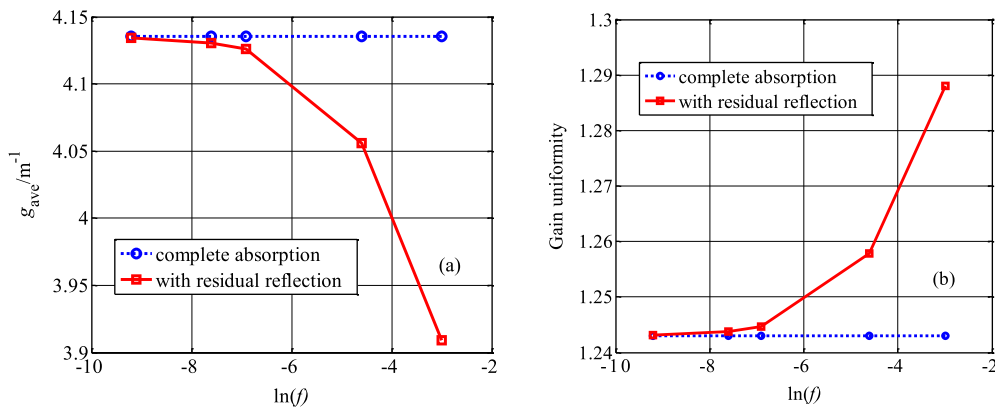 4.15
4.1
4.05
4
3.95
3.9
-10
-8
-6
-4
-2
g_ave/m^-1
ln(f)
complete absorption
with residual reflection
(a)
1.3
1.29
1.28
1.27
1.26
1.25
1.24
-10
-8
-6
-4
-2
Gain uniformity
ln(f)
complete absorption
with residual reflection
(b)